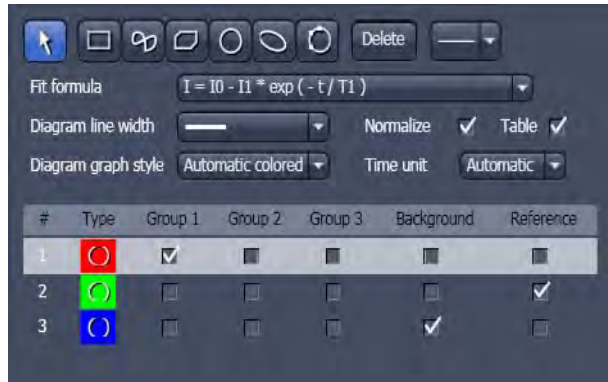 Delete
Fit formula I = I0 - I1 * exp ( - t / T1 )
Diagram line width Normalize Table
Diagram graph style Automatic colored Time unit Automatic
# Type Group 1 Group 2 Group 3 Background Reference
1
2
3